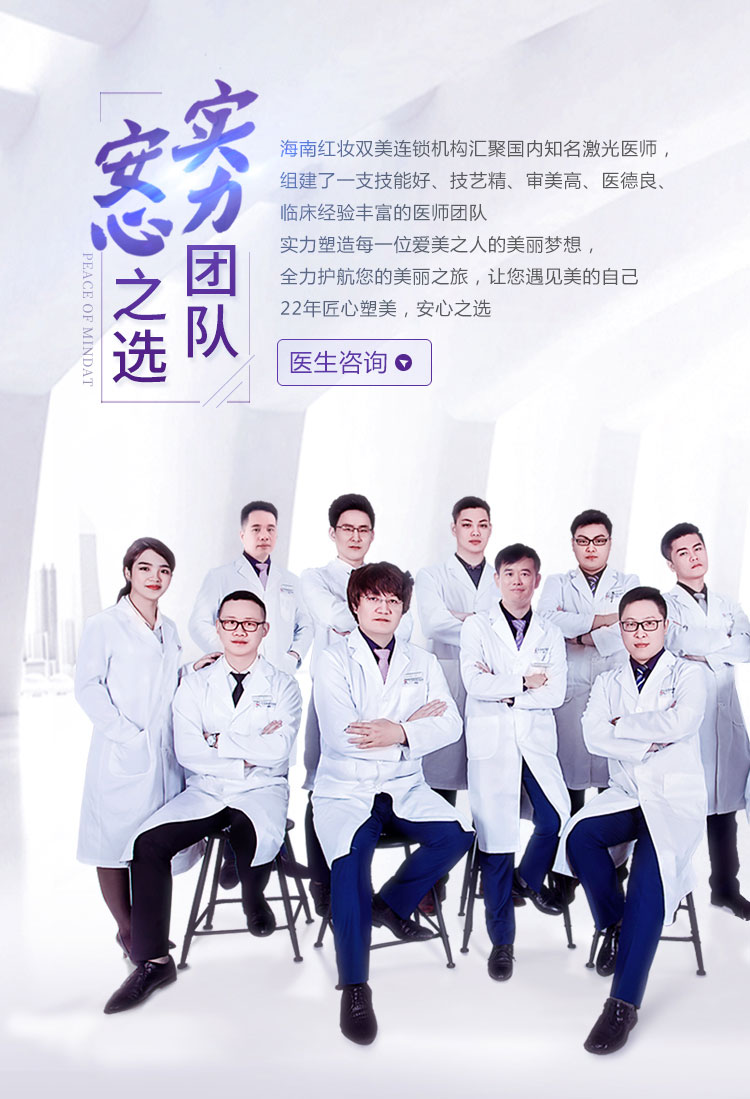 实力团队
安心之选
PEACE OF MINDAT
海南红妆双美连锁机构汇聚国内知名激光医师，
组建了一支技能好、技艺精、审美高、医德良、
临床经验丰富的医师团队
实力塑造每一位爱美之人的美丽梦想，
全力护航您的美丽之旅，让您遇见美的自己
22年匠心塑美，安心之选
医生咨询